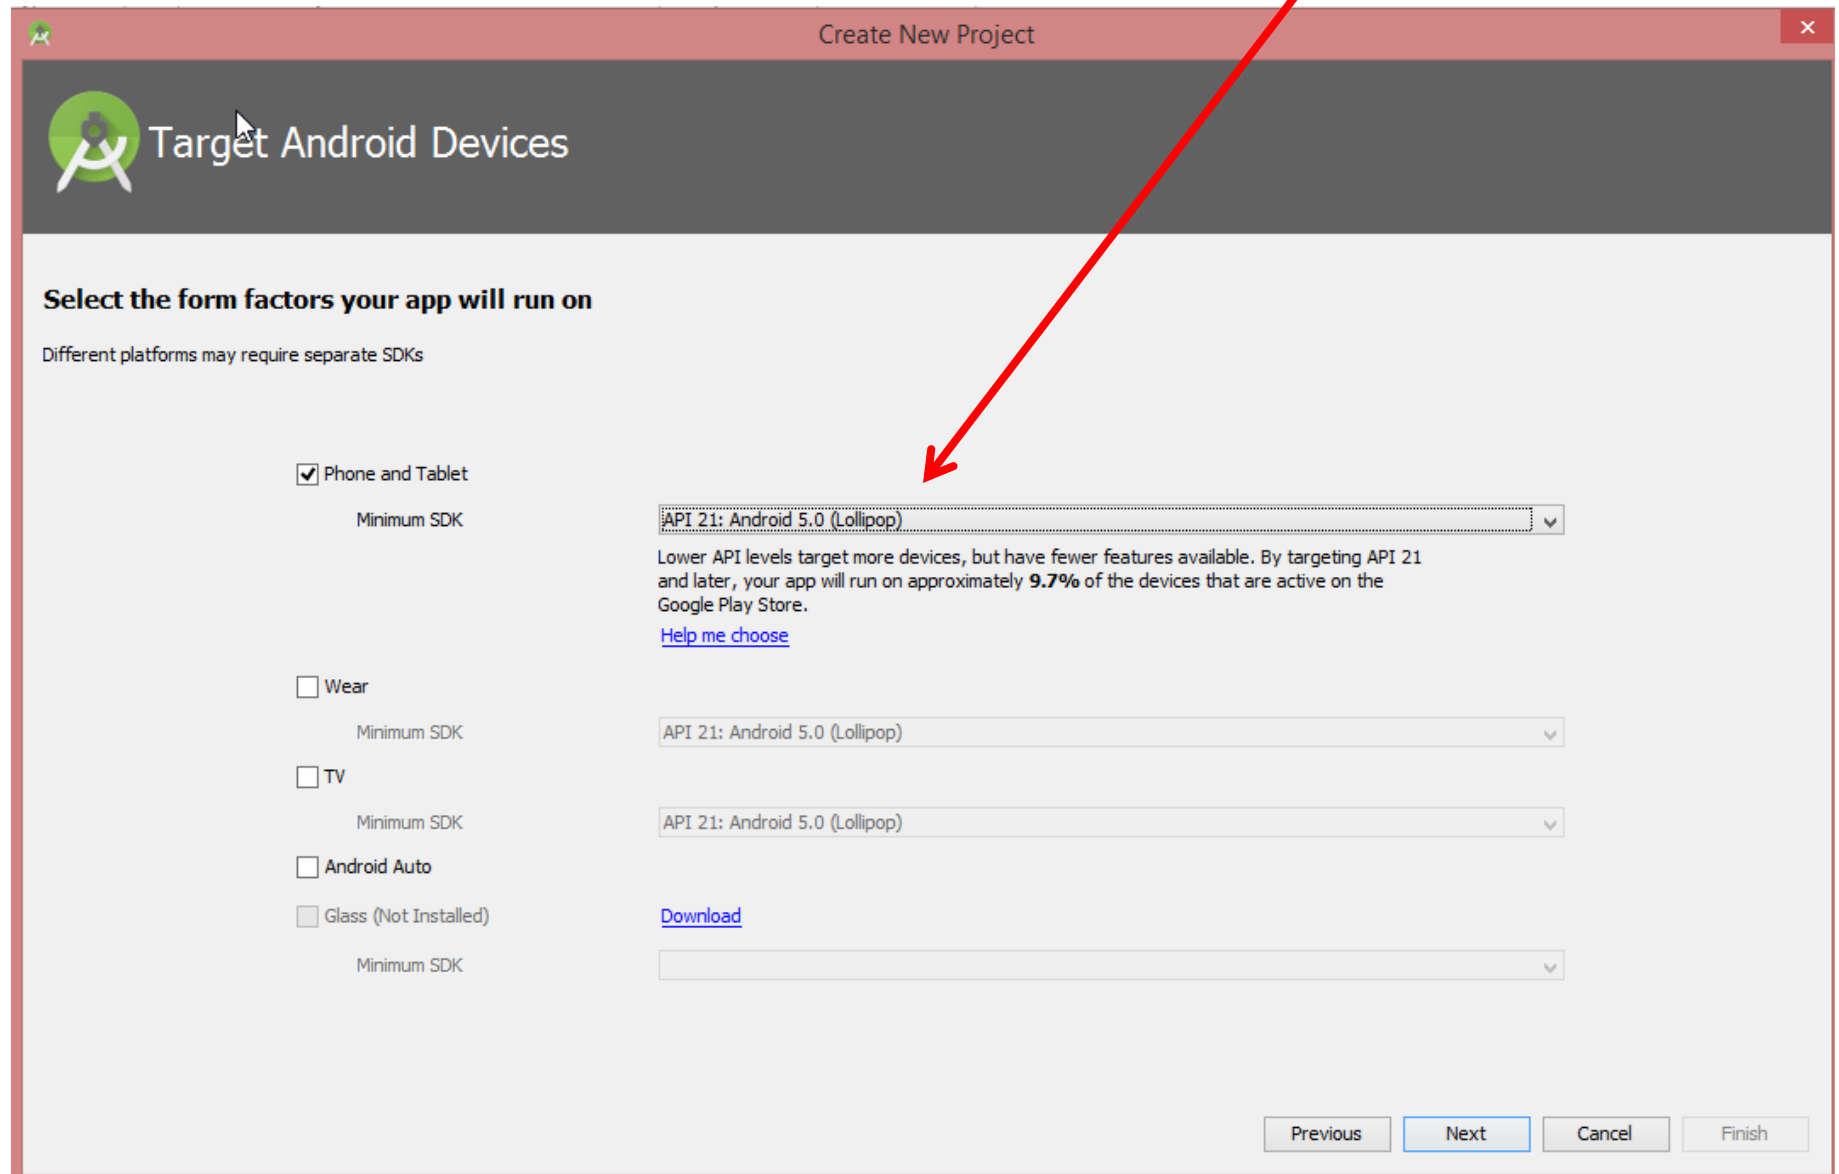 Create New Project
Target Android Devices
Select the form factors your app will run on
Different platforms may require separate SDKs
Phone and Tablet
Minimum SDK
API 21: Android 5.0 (Lollipop)
Lower API levels target more devices, but have fewer features available. By targeting API 21
and later, your app will run on approximately 9.7% of the devices that are active on the
Google Play Store.
Help me choose
Wear
Minimum SDK
API 21: Android 5.0 (Lollipop)
TV
Minimum SDK
API 21: Android 5.0 (Lollipop)
Android Auto
Glass (Not Installed)
Download
Minimum SDK
Previous
Next
Cancel
Finish